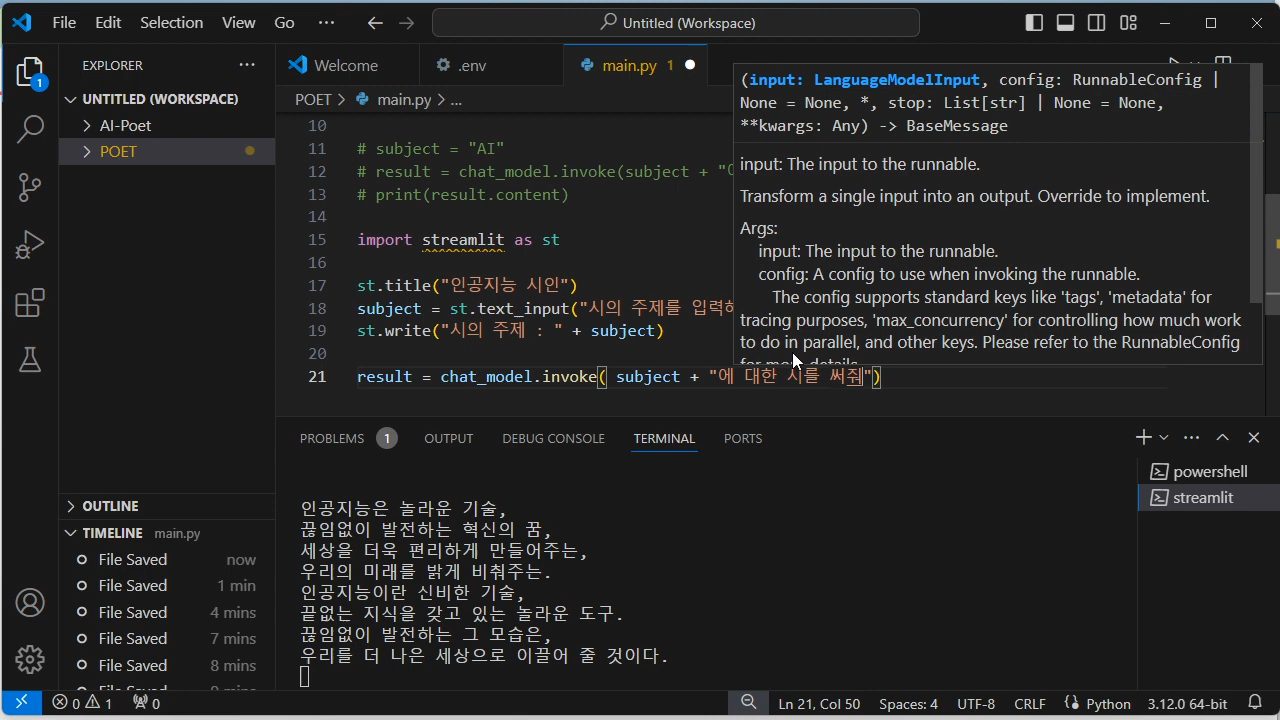 File Edit Selection View Go ··· Untitled (Workspace)
EXPLORER ···
Welcome
.env
main.py 1
1
UNTITLED (WORKSPACE)
AI-Poet
POET
POET > main.py > ...
10
11 # subject = "AI"
12 # result = chat_model.invoke(subject +
13 # print(result.content)
14
15 import streamlit as st
16
17 st.title("인공지능 시인")
18 subject = st.text_input("시의 주제를
19 st.write("시의 주제 : " + subject)
20
21 result = chat_model.invoke( subject + "에 대한 시를 써줘")
(input: LanguageModelInput, config: RunnableConfig |
None = None, *, stop: List[str] | None = None,
**kwargs: Any) -> BaseMessage
input: The input to the runnable.
Transform a single input into an output. Override to implement.
Args:
input: The input to the runnable.
config: A config to use when invoking the runnable.
The config supports standard keys like 'tags', 'metadata' for
tracing purposes, 'max_concurrency' for controlling how much work
to do in parallel, and other keys. Please refer to the RunnableConfig
PROBLEMS 1 OUTPUT DEBUG CONSOLE TERMINAL PORTS
powershell
streamlit
인공지능은 놀라운 기술,
끊임없이 발전하는 혁신의 꿈,
세상을 더욱 편리하게 만들어주는,
우리의 미래를 밝게 비춰주는.
인공지능이란 신비한 기술,
끝없는 지식을 갖고 있는 놀라운 도구.
끊임없이 발전하는 그 모습은,
우리를 더 나은 세상으로 이끌어 줄 것이다.
OUTLINE
TIMELINE main.py
File Saved now
File Saved 1 min
File Saved 4 mins
File Saved 7 mins
File Saved 8 mins
0 1 0 Ln 21, Col 50 Spaces: 4 UTF-8 CRLF Python 3.12.0 64-bit